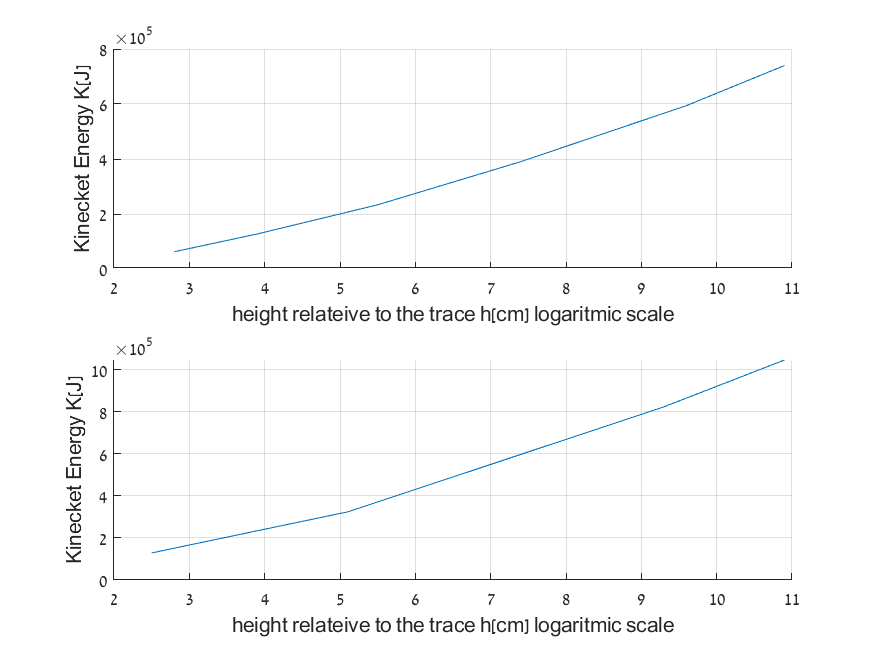 ×10^5
8
6
4
2
0
Kinecket Energy K[J]
2 3 4 5 6 7 8 9 10 11
height relateive to the trace h[cm] logaritmic scale
×10^5
10
8
6
4
2
0
Kinecket Energy K[J]
2 3 4 5 6 7 8 9 10 11
height relateive to the trace h[cm] logaritmic scale